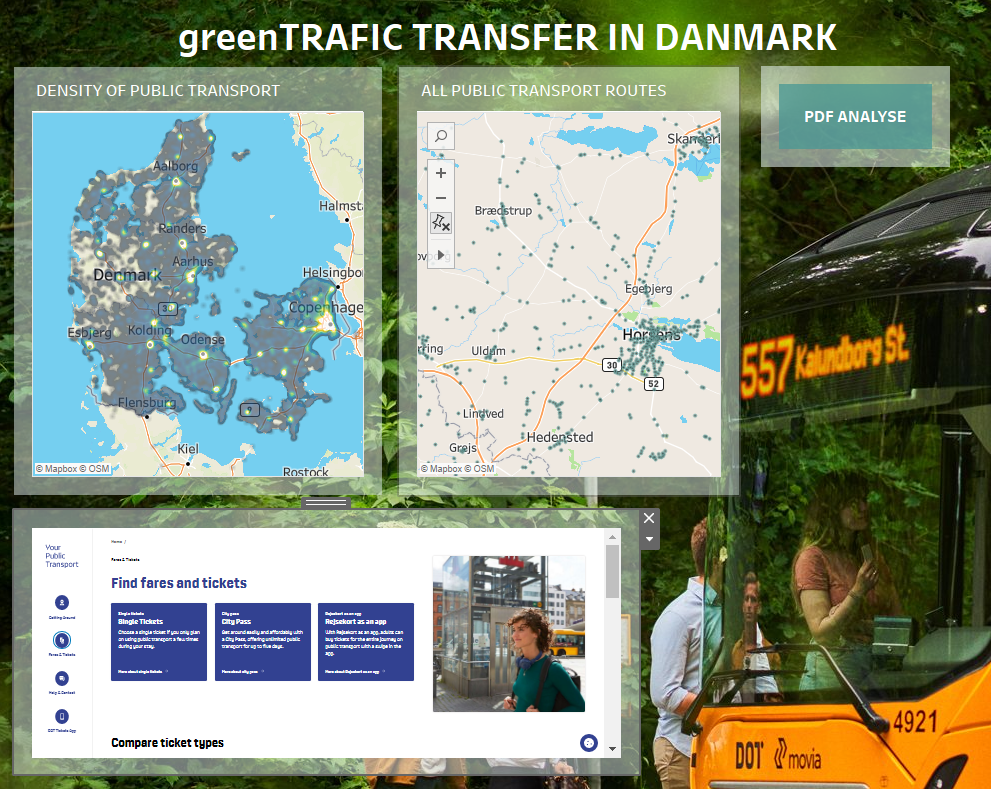 greenTRAFIC TRANSFER IN DANMARK
DENSITY OF PUBLIC TRANSPORT
Aalborg
Halmst
Randers
Aarhus
Denmark
Helsingbo
Copenhage
Esbjerg
Kolding
Odense
Flensburg
Kiel
Rostock
© Mapbox © OSM
ALL PUBLIC TRANSPORT ROUTES
Skanderl
Brædstrup
Egebjerg
Horsens
Uldum
30
52
Lindved
Hedensted
Grejs
© Mapbox © OSM
PDF ANALYSE
557 Kalundborg St.
4921
DOT movia
Your
Public
Transport
Getting Around
Fares & Tickets
Help & Contact
DOT Tickets App
Home /
Fares & Tickets
Find fares and tickets
Single tickets
Single Tickets
Choose a single ticket if you only plan
on using public transport a few times
during your stay.
More about single tickets
City pass
City Pass
Get around easily and affordably with
a City Pass, offering unlimited public
transport for up to five days.
More about city pass
Rejsekort as an app
Rejsekort as an app
With Rejsekort as an app, adults can
buy tickets for the entire journey on
public transport with a swipe in the
app.
More about Rejsekort as an app
Compare ticket types